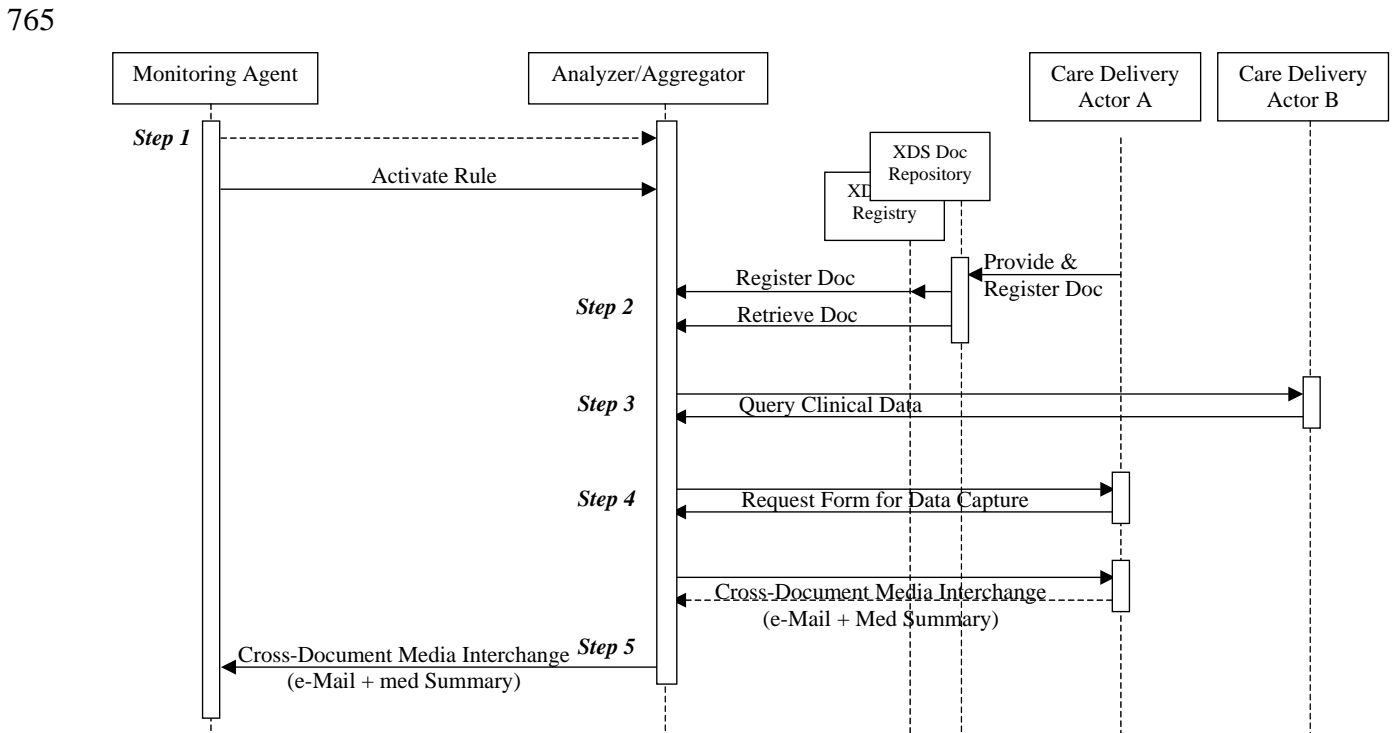 765
Monitoring Agent
Analyzer/Aggregator
Care Delivery
Actor A
Care Delivery
Actor B
Step 1
XDS Doc
Repository
Activate Rule
Registry
Provide &
Register Doc
Register Doc
Step 2
Retrieve Doc
Step 3
Query Clinical Data
Step 4
Request Form for Data Capture
Cross-Document Media Interchange
(e-Mail + Med Summary)
Step 5
Cross-Document Media Interchange
(e-Mail + med Summary)